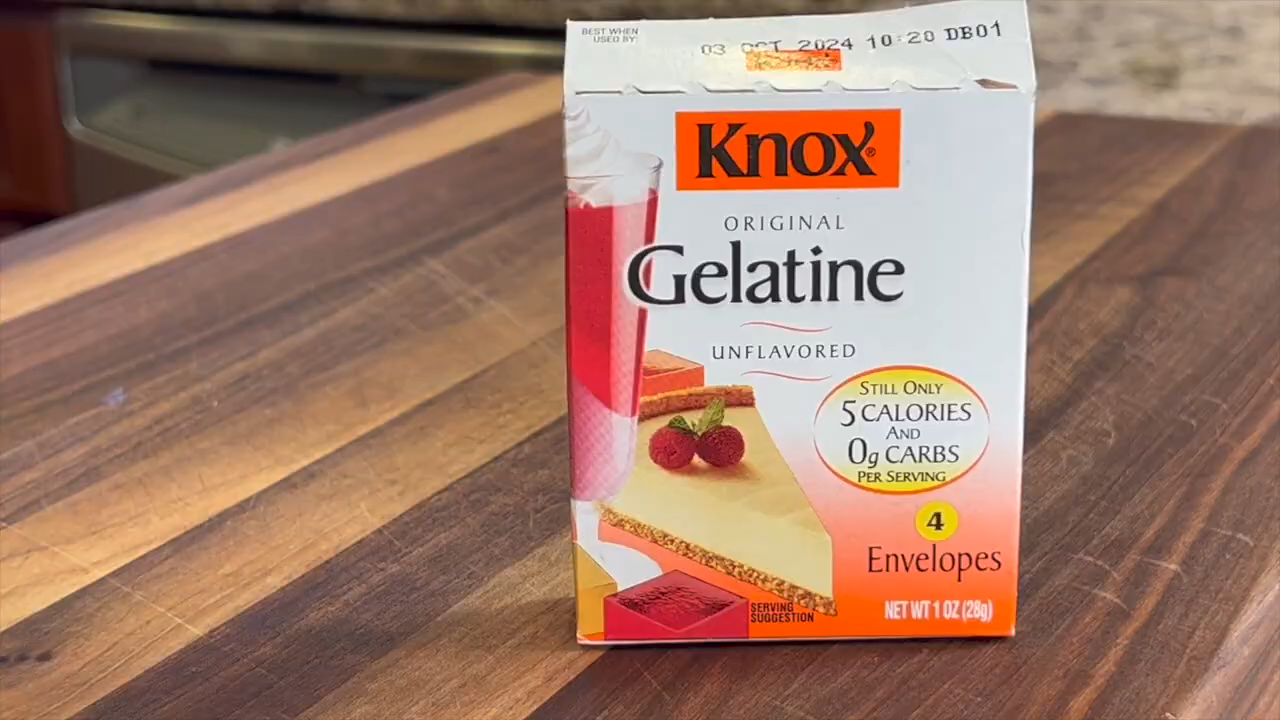 BEST WHEN
USED BY:
03 OCT 2024 10:20 DB01
Knox®
ORIGINAL
Gelatine
UNFLAVORED
STILL ONLY
5 CALORIES
AND
0g CARBS
PER SERVING
4
Envelopes
SERVING
SUGGESTION
NET WT 1 OZ (28g)